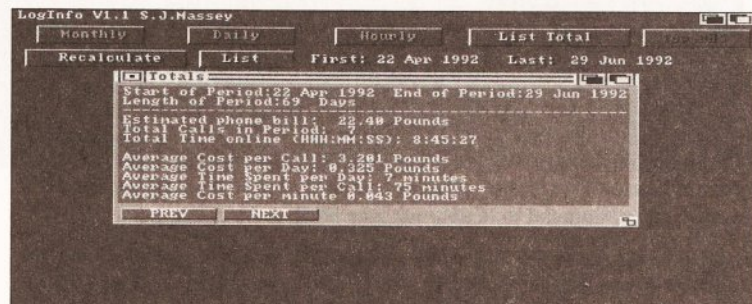 LogInfo V1.1 S.J.Massey
Monthly Daily Hourly List Total
Recalculate List First: 22 Apr 1992 Last: 29 Jun 1992
Totals
Start of Period:22 Apr 1992 End of Period:29 Jun 1992
Length of Period:69 Days
Estimated phone bill: 22.40 Pounds
Total Calls in Period: 7
Total Time online (HHH:MM:SS): 8:45:27
Average Cost per Call: 3.201 Pounds
Average Cost per Day: 0.325 Pounds
Average Time Spent per Day: 7 minutes
Average Time Spent per Call: 75 minutes
Average Cost per minute 0.043 Pounds
PREV NEXT